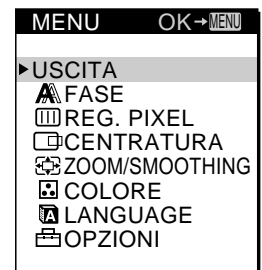 MENU OK→MENU
▶USCITA
FASE
REG. PIXEL
CENTRATURA
ZOOM/SMOOTHING
COLORE
LANGUAGE
OPZIONI